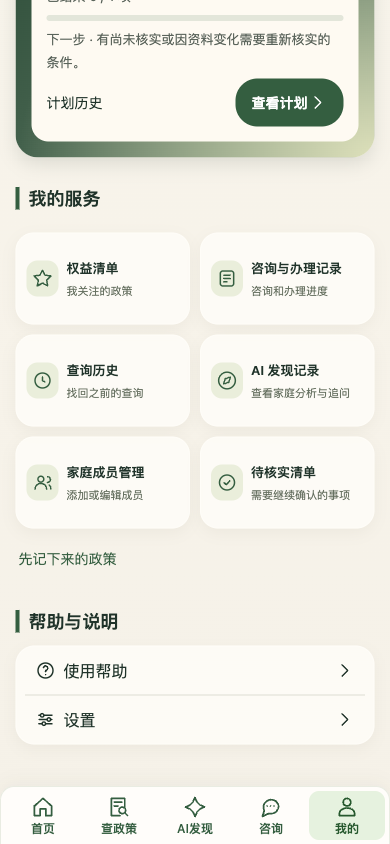 下一步 · 有尚未核实或因资料变化需要重新核实的
条件。
计划历史
查看计划
我的服务
权益清单
我关注的政策
咨询与办理记录
咨询和办理进度
查询历史
找回之前的查询
AI 发现记录
查看家庭分析与追问
家庭成员管理
添加或编辑成员
待核实清单
需要继续确认的事项
先记下来的政策
帮助与说明
使用帮助
设置
首页
查政策
AI发现
咨询
我的